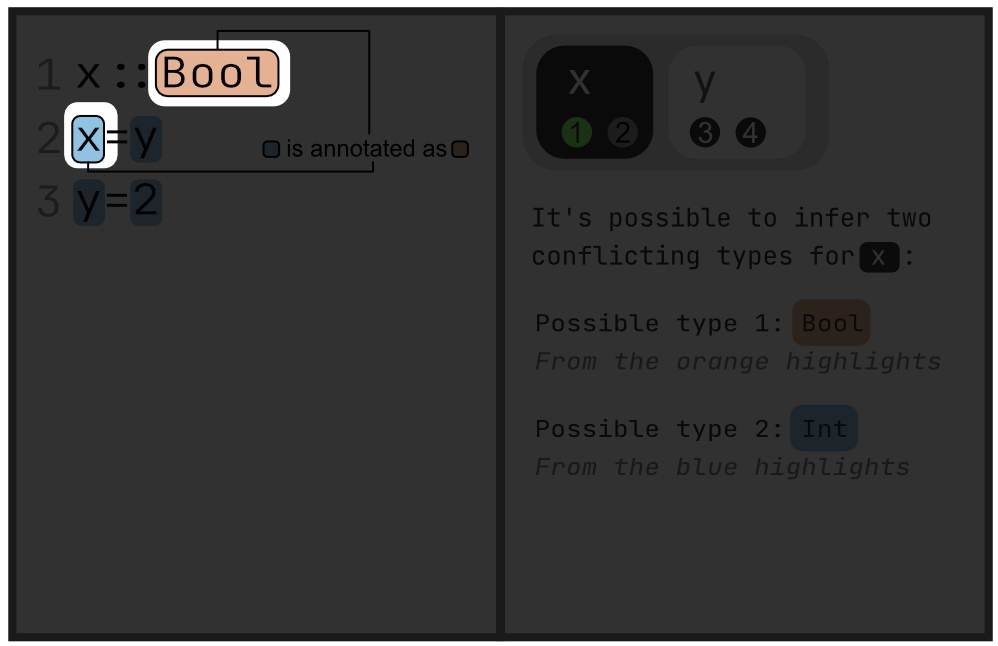 1 x::Bool
2 x=y
is annotated as
3 y=2
x y
1 2 3 4
It's possible to infer two
conflicting types for x :
Possible type 1: Bool
From the orange highlights
Possible type 2: Int
From the blue highlights